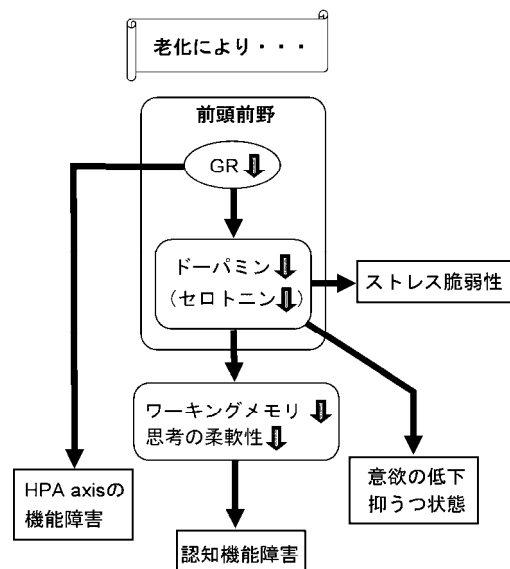 老化により・・・
前頭前野
GR
ドーパミン
(セロトニン )
ストレス脆弱性
ワーキングメモリ
思考の柔軟性
HPA axisの
機能障害
意欲の低下
抑うつ状態
認知機能障害